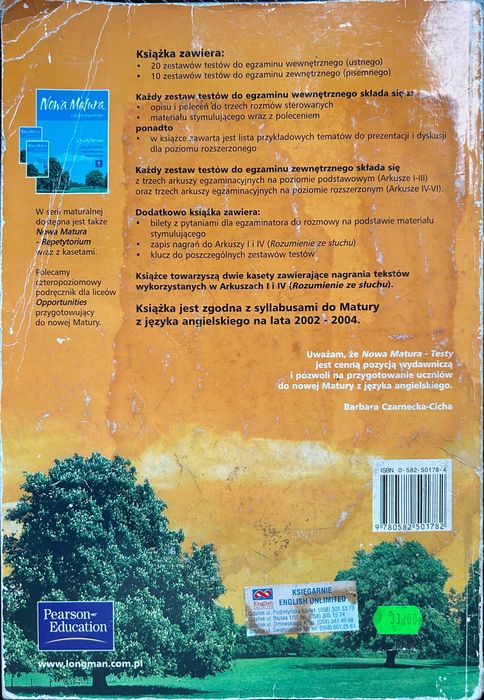 Książka zawiera:
• 20 zestawów testów do egzaminu wewnętrznego (ustnego)
• 10 zestawów testów do egzaminu zewnętrznego (pisemnego)
Każdy zestaw testów do egzaminu wewnętrznego składa się z:
• opisu i poleceń do trzech rozmów sterowanych
• materiału stymulującego wraz z poleceniem
ponadto
• w książce zawarta jest lista przykładowych tematów do prezentacji i dyskusji
dla poziomu rozszerzonego
Każdy zestaw testów do egzaminu zewnętrznego składa się
z trzech arkuszy egzaminacyjnych na poziomie podstawowym (Arkusze I-III)
oraz trzech arkuszy egzaminacyjnych na poziomie rozszerzonym (Arkusze IV-VI).
Dodatkowo książka zawiera:
• bilety z pytaniami dla egzaminatora do rozmowy na podstawie materiału
stymulującego
• zapis nagrań do Arkuszy I i IV (Rozumienie ze słuchu)
• klucz do poszczególnych zestawów testów
Książce towarzyszą dwie kasety zawierające nagrania tekstów
wykorzystanych w Arkuszach I i IV (Rozumienie ze słuchu).
Książka jest zgodna z syllabusami do Matury
z języka angielskiego na lata 2002 - 2004.
Nowa Matura
W serii maturalnej
dostępna jest także
Nowa Matura
- Repetytorium
wraz z kasetami.
Polecamy
czteropoziomowy
podręcznik dla liceów
Opportunities
przygotowujący
do nowej Matury.
Uważam, że Nowa Matura - Testy
jest cenną pozycją wydawniczą
i pozwoli na przygotowanie uczniów
do nowej Matury z języka angielskiego.
Barbara Czarnecka-Cicha
ISBN 0-582-50178-4
9 780582 501782
KSIĘGARNIE
ENGLISH UNLIMITED
Pearson
Education
www.longman.com.pl